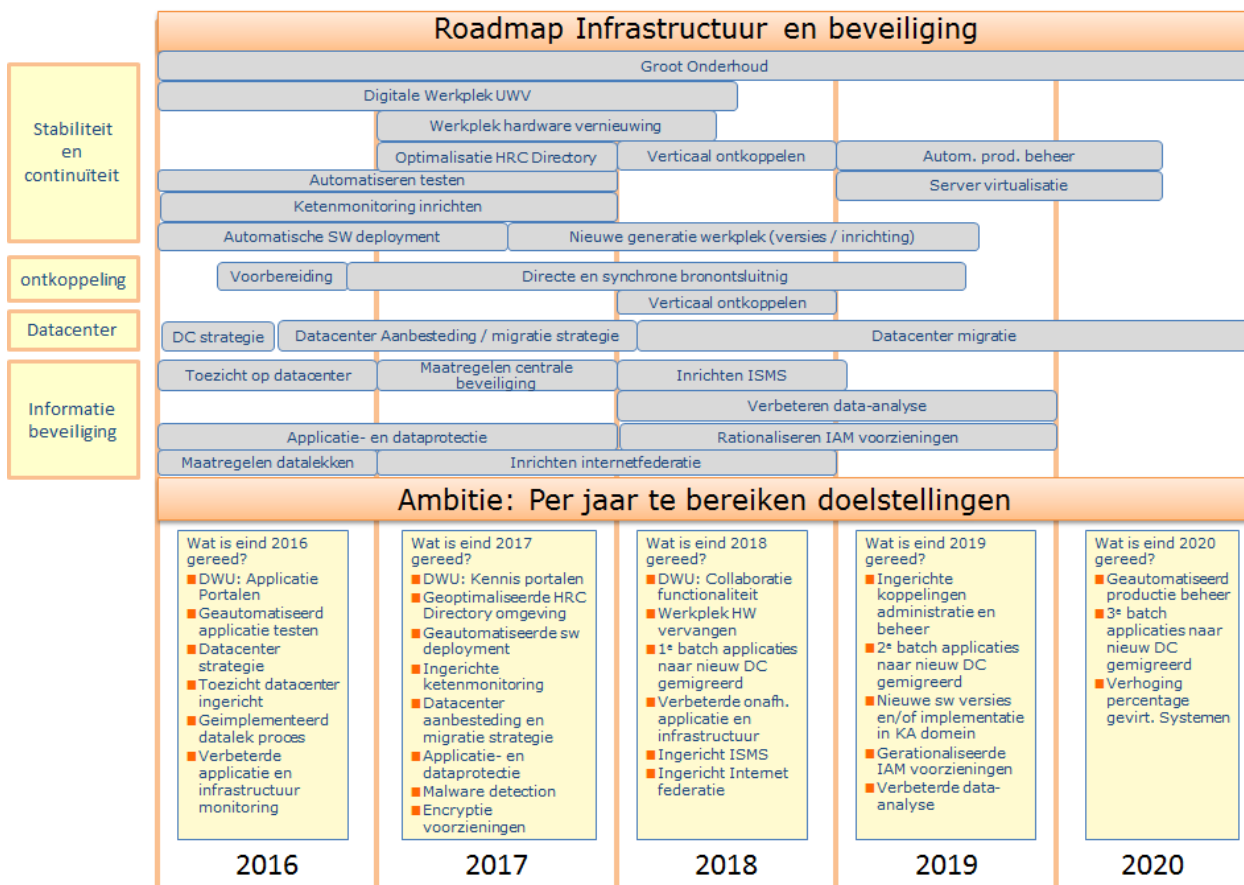 Roadmap Infrastructuur en beveiliging
Stabiliteit
en
continuïteit
Groot Onderhoud
Digitale Werkplek UWV
Werkplek hardware vernieuwing
Optimalisatie HRC Directory
Verticaal ontkoppelen
Autom. prod. beheer
Automatiseren testen
Server virtualisatie
Ketenmonitoring inrichten
Automatische SW deployment
Nieuwe generatie werkplek (versies / inrichting)
ontkoppeling
Voorbereiding
Directe en synchrone bronontsluitnig
Verticaal ontkoppelen
Datacenter
DC strategie
Datacenter Aanbesteding / migratie strategie
Datacenter migratie
Informatie
beveiliging
Toezicht op datacenter
Maatregelen centrale
beveiliging
Inrichten ISMS
Verbeteren data-analyse
Applicatie- en dataprotectie
Rationaliseren IAM voorzieningen
Maatregelen datalekken
Inrichten internetfederatie
Ambitie: Per jaar te bereiken doelstellingen
Wat is eind 2016
gereed?
DWU: Applicatie
Portalen
Geautomatiseerd
applicatie testen
Datacenter
strategie
Toezicht datacenter
ingericht
Geimplementeerd
datalek proces
Verbeterde
applicatie en
infrastructuur
monitoring
2016
Wat is eind 2017
gereed?
DWU: Kennis portalen
Geoptimaliseerde HRC
Directory omgeving
Geautomatiseerde sw
deployment
Ingerichte
ketenmonitoring
Datacenter
aanbesteding en
migratie strategie
Applicatie- en
dataprotectie
Malware detection
Encryptie
voorzieningen
2017
Wat is eind 2018
gereed?
DWU: Collaboratie
functionaliteit
Werkplek HW
vervangen
1e batch applicaties
naar nieuw DC
gemigreerd
Verbeterde onafh.
applicatie en
infrastructuur
Ingericht ISMS
Ingericht Internet
federatie
2018
Wat is eind 2019
gereed?
Ingerichte
koppelingen
administratie en
beheer
2e batch applicaties
naar nieuw DC
gemigreerd
Nieuwe sw versies
en/of implementatie
in KA domein
Gerationaliseerde
IAM voorzieningen
Verbeterde data-
analyse
2019
Wat is eind 2020
gereed?
Geautomatiseerd
productie beheer
3e batch
applicaties naar
nieuw DC
gemigreerd
Verhoging
percentage
gevirt. Systemen
2020